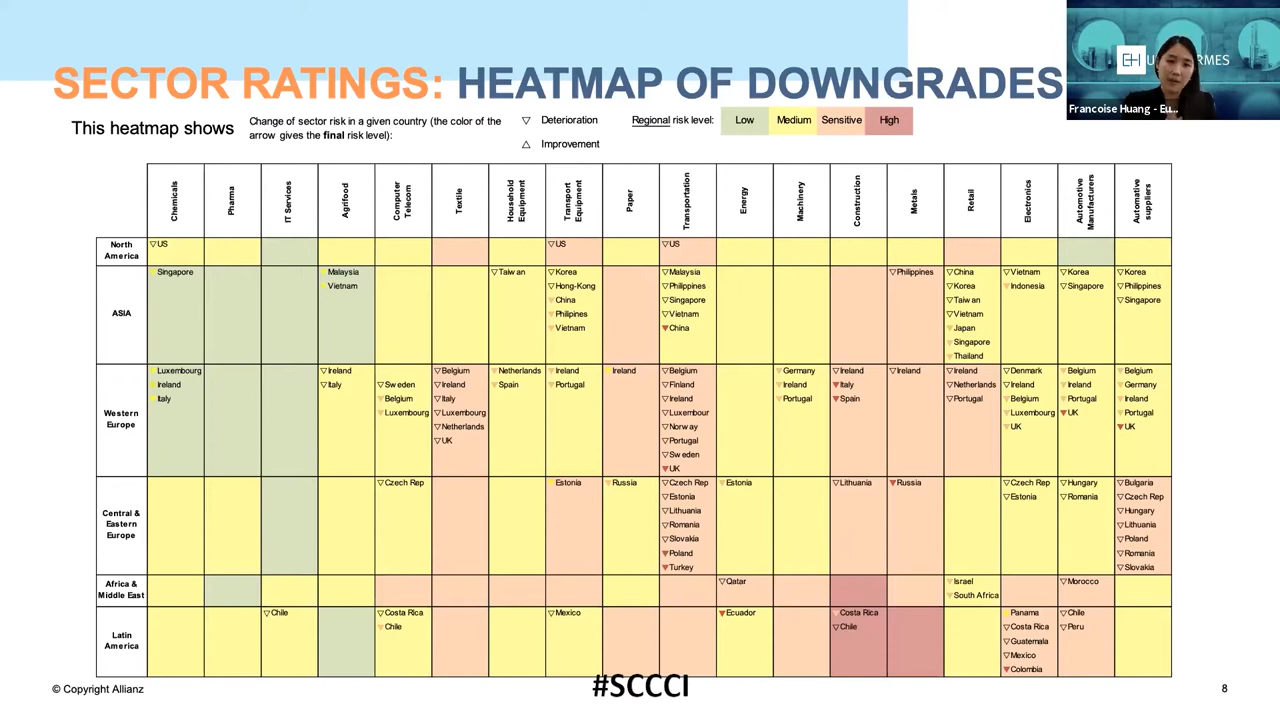 SECTOR RATINGS: HEATMAP OF DOWNGRADES
EH U
RMES
Francoise Huang - Eu...
This heatmap shows
Change of sector risk in a given country (the color of the
arrow gives the final risk level):
▽ Deterioration
△ Improvement
Regional risk level:
Low
Medium
Sensitive
High
Chemicals
Pharma
IT Services
Agrifood
Computer
Telecom
Textile
Household
Equipment
Transport
Equipment
Paper
Transportation
Energy
Machinery
Construction
Metals
Retail
Electronics
Automotive
Manufacturers
Automative
suppliers
North
America
▽US
▽US
▽US
ASIA
Singapore
Malaysia
Vietnam
▽Taiwan
▽Korea
▽Hong-Kong
▼China
▼Philipines
▼Vietnam
▽Malaysia
▽Philippines
▽Singapore
▽Vietnam
▼China
▽Philippines
▽China
▽Korea
▽Taiwan
▽Vietnam
▼Japan
▼Singapore
▼Thailand
▽Vietnam
▼Indonesia
▽Korea
▽Singapore
▽Korea
▽Philippines
▽Singapore
Western
Europe
Luxembourg
Ireland
Italy
▽Ireland
▽Italy
▽Sweden
▼Belgium
▼Luxembourg
▽Belgium
▽Ireland
▽Italy
▽Luxembourg
▽Netherlands
▽UK
▼Netherlands
▼Spain
▼Ireland
▼Portugal
Ireland
▽Belgium
▽Finland
▽Ireland
▽Luxembour
▽Norway
▽Portugal
▽Sweden
▼UK
▼Germany
▼Ireland
▼Portugal
▽Ireland
▼Italy
▼Spain
▽Ireland
▽Ireland
▽Netherlands
▽Portugal
▽Denmark
▽Ireland
▼Belgium
▼Luxembourg
▼UK
▼Belgium
▼Ireland
▼Portugal
▼UK
▼Belgium
▼Germany
▼Ireland
▼Portugal
▼UK
Central &
Eastern
Europe
▽Czech Rep
Estonia
▼Russia
▽Czech Rep
▽Estonia
▽Lithuania
▽Romania
▽Slovakia
▼Poland
▼Turkey
▼Estonia
▽Lithuania
▼Russia
▽Czech Rep
▽Estonia
▽Hungary
▽Romania
▽Bulgaria
▽Czech Rep
▽Hungary
▽Lithuania
▽Poland
▽Romania
▽Slovakia
Africa &
Middle East
▽Qatar
▼Israel
▼South Africa
▽Morocco
Latin
America
▽Chile
▽Costa Rica
▼Chile
▽Mexico
▼Ecuador
Costa Rica
▽Chile
Panama
▽Costa Rica
▽Guatemala
▽Mexico
▼Colombia
▽Chile
▽Peru
© Copyright Allianz
#SCCCI
8